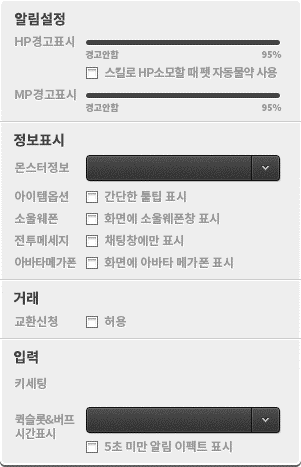 알림설정
HP경고표시
경고안함 95%
스킬로 HP소모할 때 펫 자동물약 사용
MP경고표시
경고안함 95%
정보표시
몬스터정보
아이템옵션 간단한 툴팁 표시
소울웨폰 화면에 소울웨폰창 표시
전투메세지 채팅창에만 표시
아바타메가폰 화면에 아바타 메가폰 표시
거래
교환신청 허용
입력
키세팅
퀵슬롯&버프
시간표시
5초 미만 알림 이펙트 표시